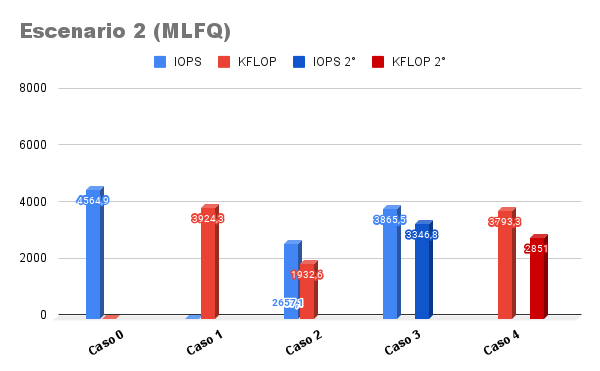 Escenario 2 (MLFQ)
IOPS KFLOP IOPS 2° KFLOP 2°
8000
6000
4000
2000
0
4564,9
3924,3
2657,1
1932,6
3865,5
3346,8
3793,3
2851
Caso 0
Caso 1
Caso 2
Caso 3
Caso 4